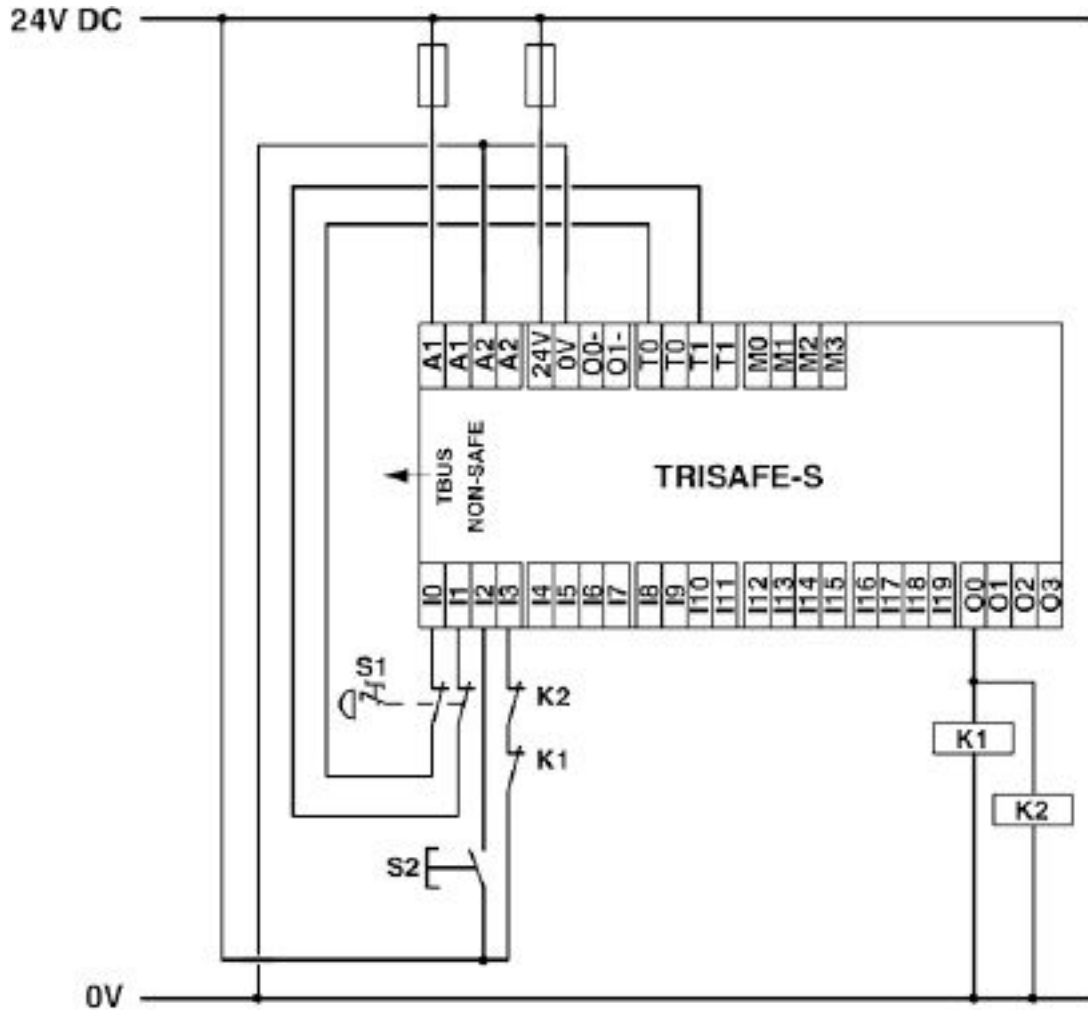 24V DC
A1 A1 A2 A2 24V 0V O0- O1- T0 T0 T1 T1 M0 M1 M2 M3
TBUS
NON-SAFE
TRISAFE-S
I0 I1 I2 I3 I4 I5 I6 I7 I8 I9 I10 I11 I12 I13 I14 I15 I16 I17 I18 I19 O0 O1 O2 O3
S1
K2
K1
K1
K2
S2
0V